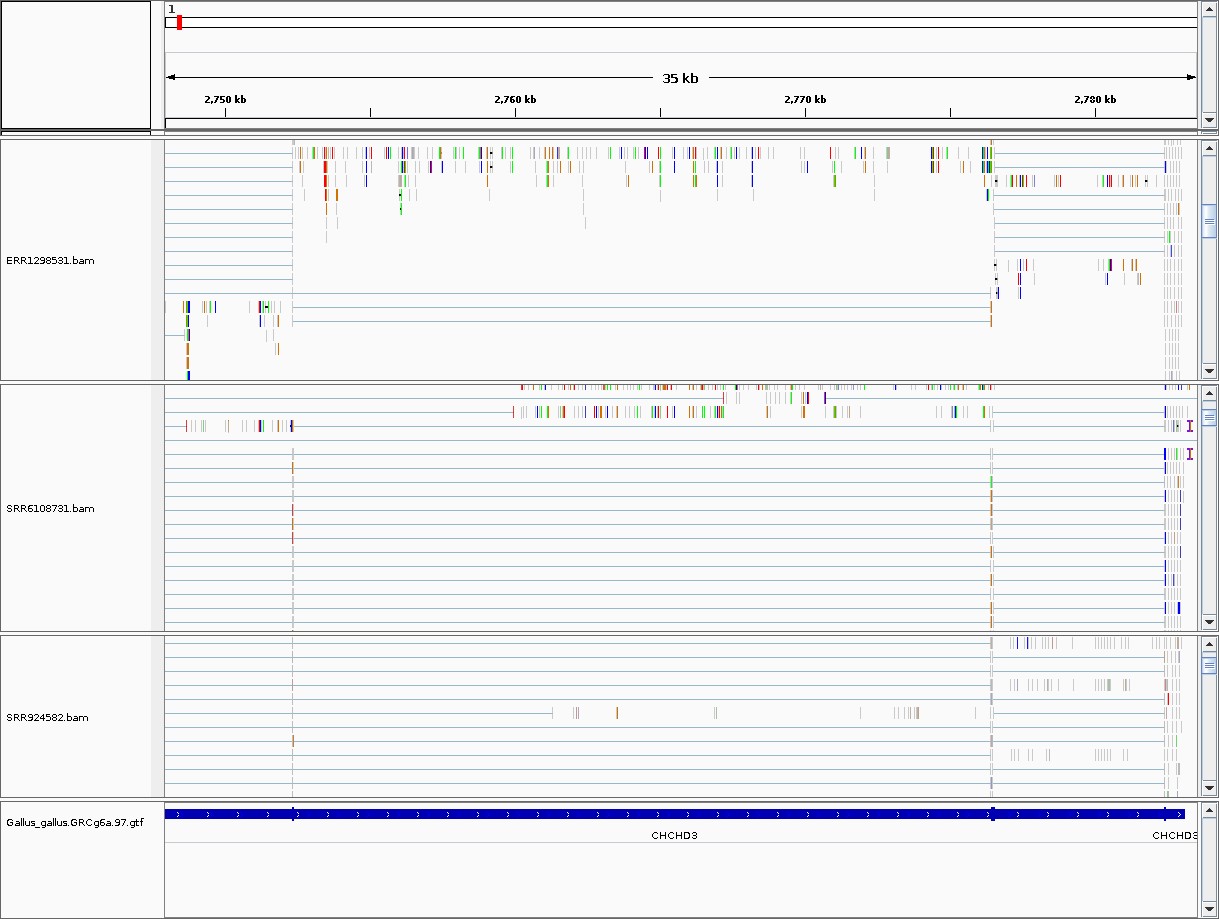 1
35 kb
2,750 kb 2,760 kb 2,770 kb 2,780 kb
ERR1298531.bam
SRR6108731.bam
SRR924582.bam
Gallus_gallus.GRCg6a.97.gtf
CHCHD3 CHCHD3